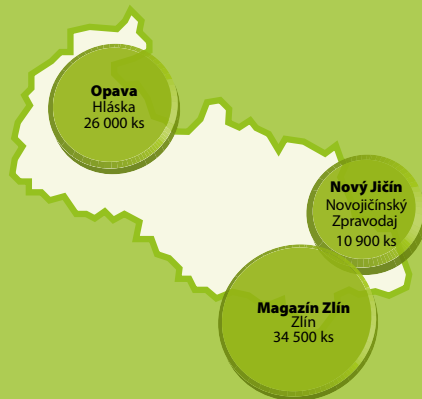 Opava
Hláska
26 000 ks
Nový Jičín
Novojičínský
Zpravodaj
10 900 ks
Magazín Zlín
Zlín
34 500 ks